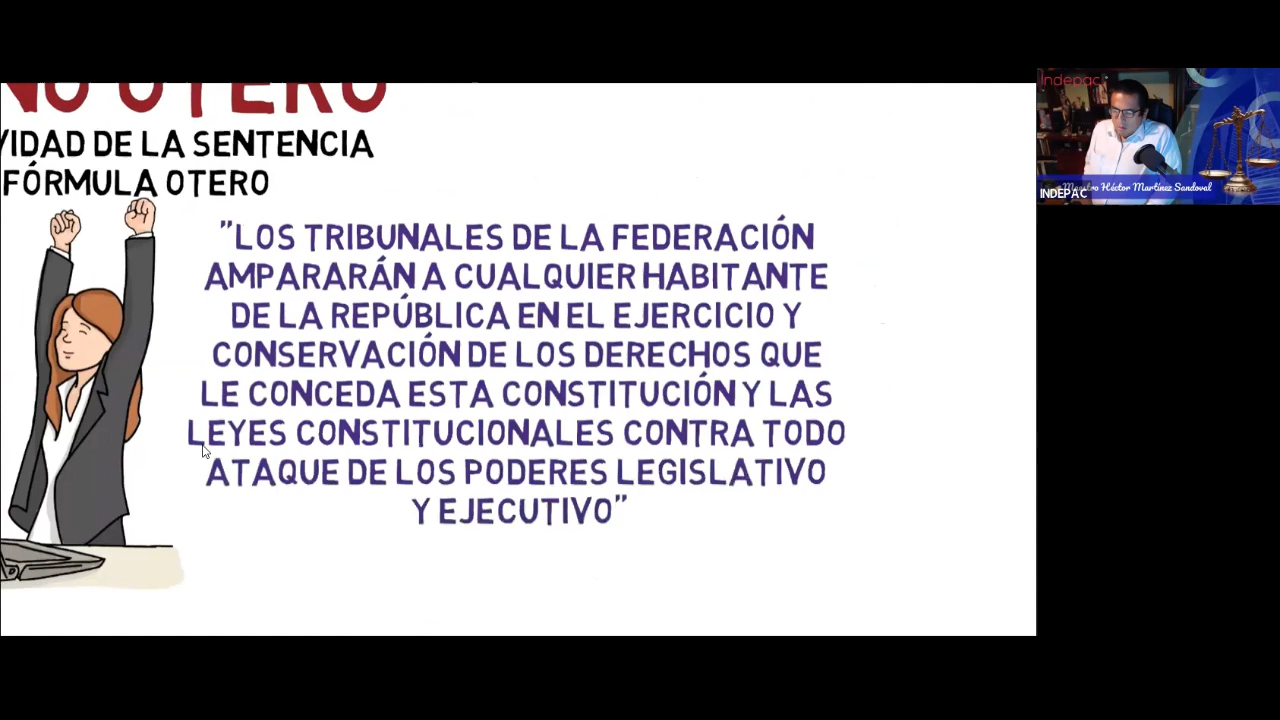 OTERO
DE LA SENTENCIA
FÓRMULA OTERO
"LOS TRIBUNALES DE LA FEDERACIÓN
AMPARARÁN A CUALQUIER HABITANTE
DE LA REPÚBLICA EN EL EJERCICIO Y
CONSERVACIÓN DE LOS DERECHOS QUE
LE CONCEDA ESTA CONSTITUCIÓN Y LAS
LEYES CONSTITUCIONALES CONTRA TODO
ATAQUE DE LOS PODERES LEGISLATIVO
Y EJECUTIVO"
Indepac
Maestro Héctor Martínez Sandoval
INDEPAC